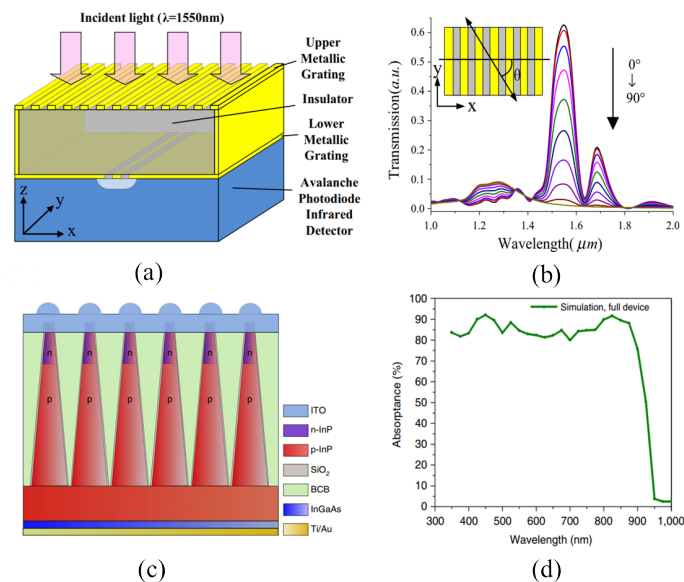 Incident light (λ=1550nm)
Upper
Metallic
Grating
Insulator
Lower
Metallic
Grating
Avalanche
Photodiode
Infrared
Detector
z
y
x
(a)
(b)
Transmission(a.u.)
0.6
0.5
0.4
0.3
0.2
0.1
0.0
y
x
θ
0°
↓
90°
1.0 1.2 1.4 1.6 1.8 2.0
Wavelength( μm)
n n n n n n
p p p p p p
ITO
n-InP
p-InP
SiO₂
BCB
InGaAs
Ti/Au
(c)
Absorptance (%)
100
90
80
70
60
50
40
30
20
10
0
Simulation, full device
300 400 500 600 700 800 900 1,000
Wavelength (nm)
(d)